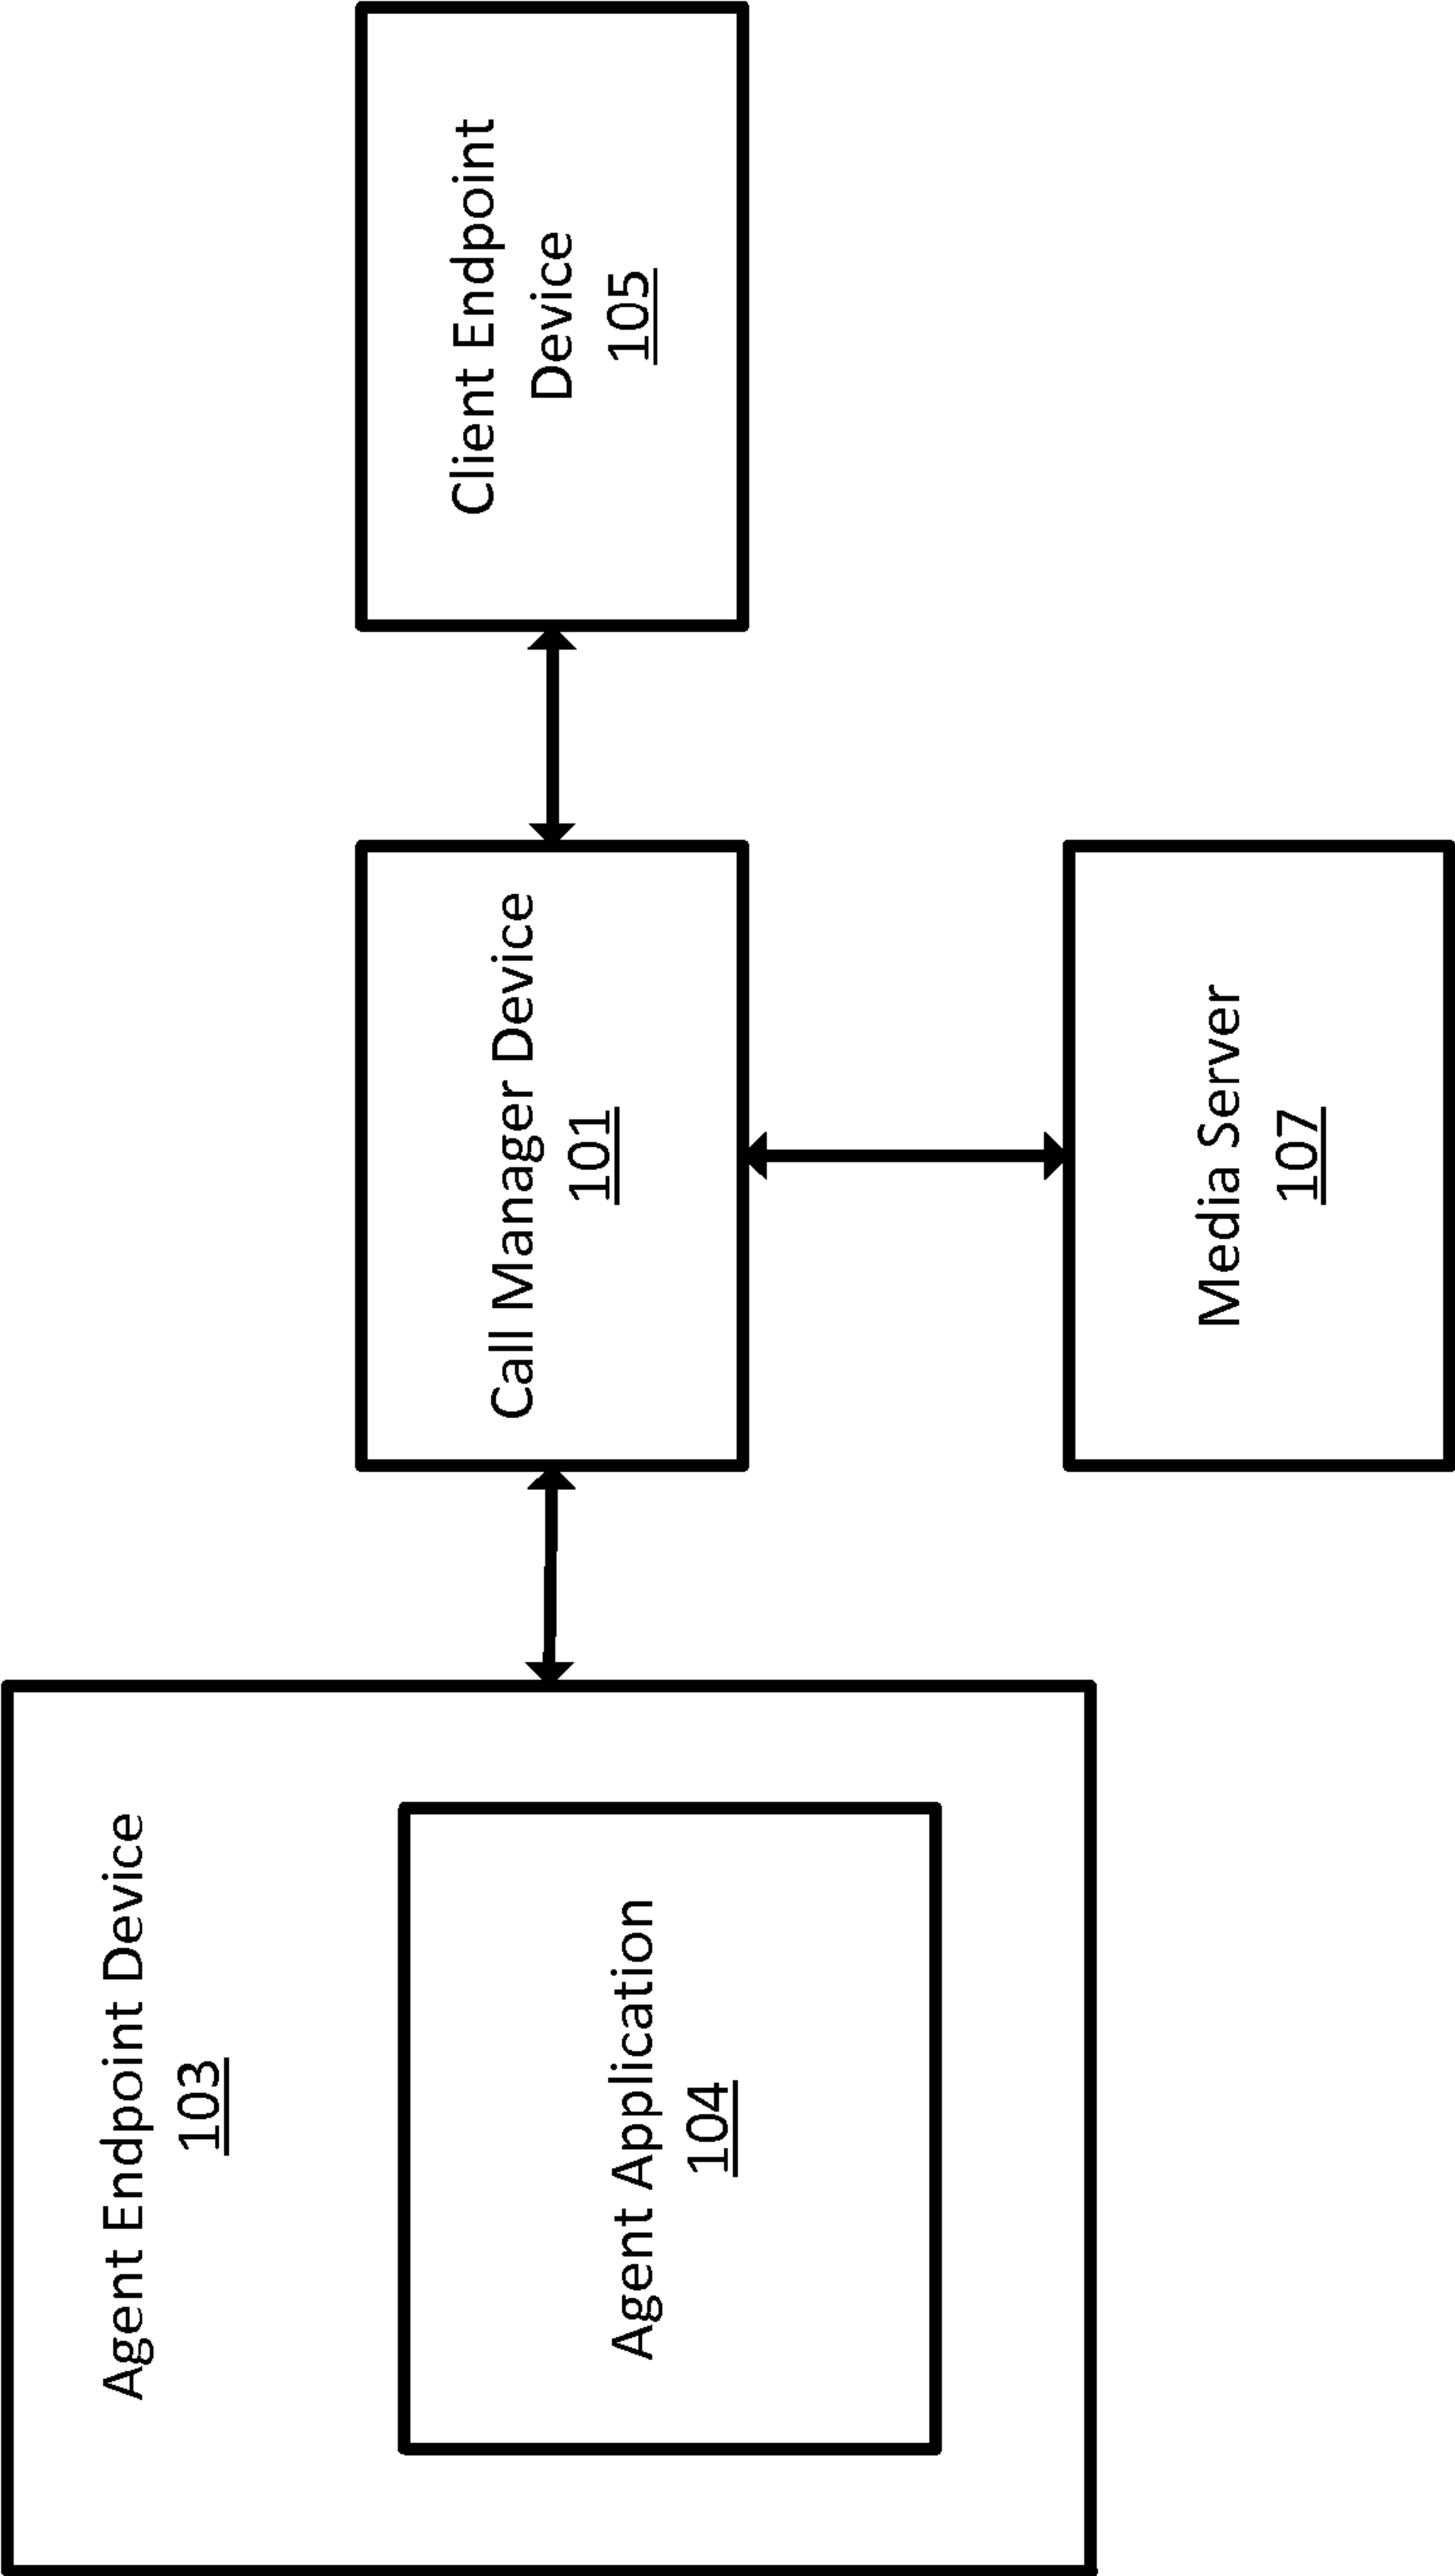 Agent Endpoint Device
103
Agent Application
104
Call Manager Device
101
Client Endpoint
Device
105
Media Server
107